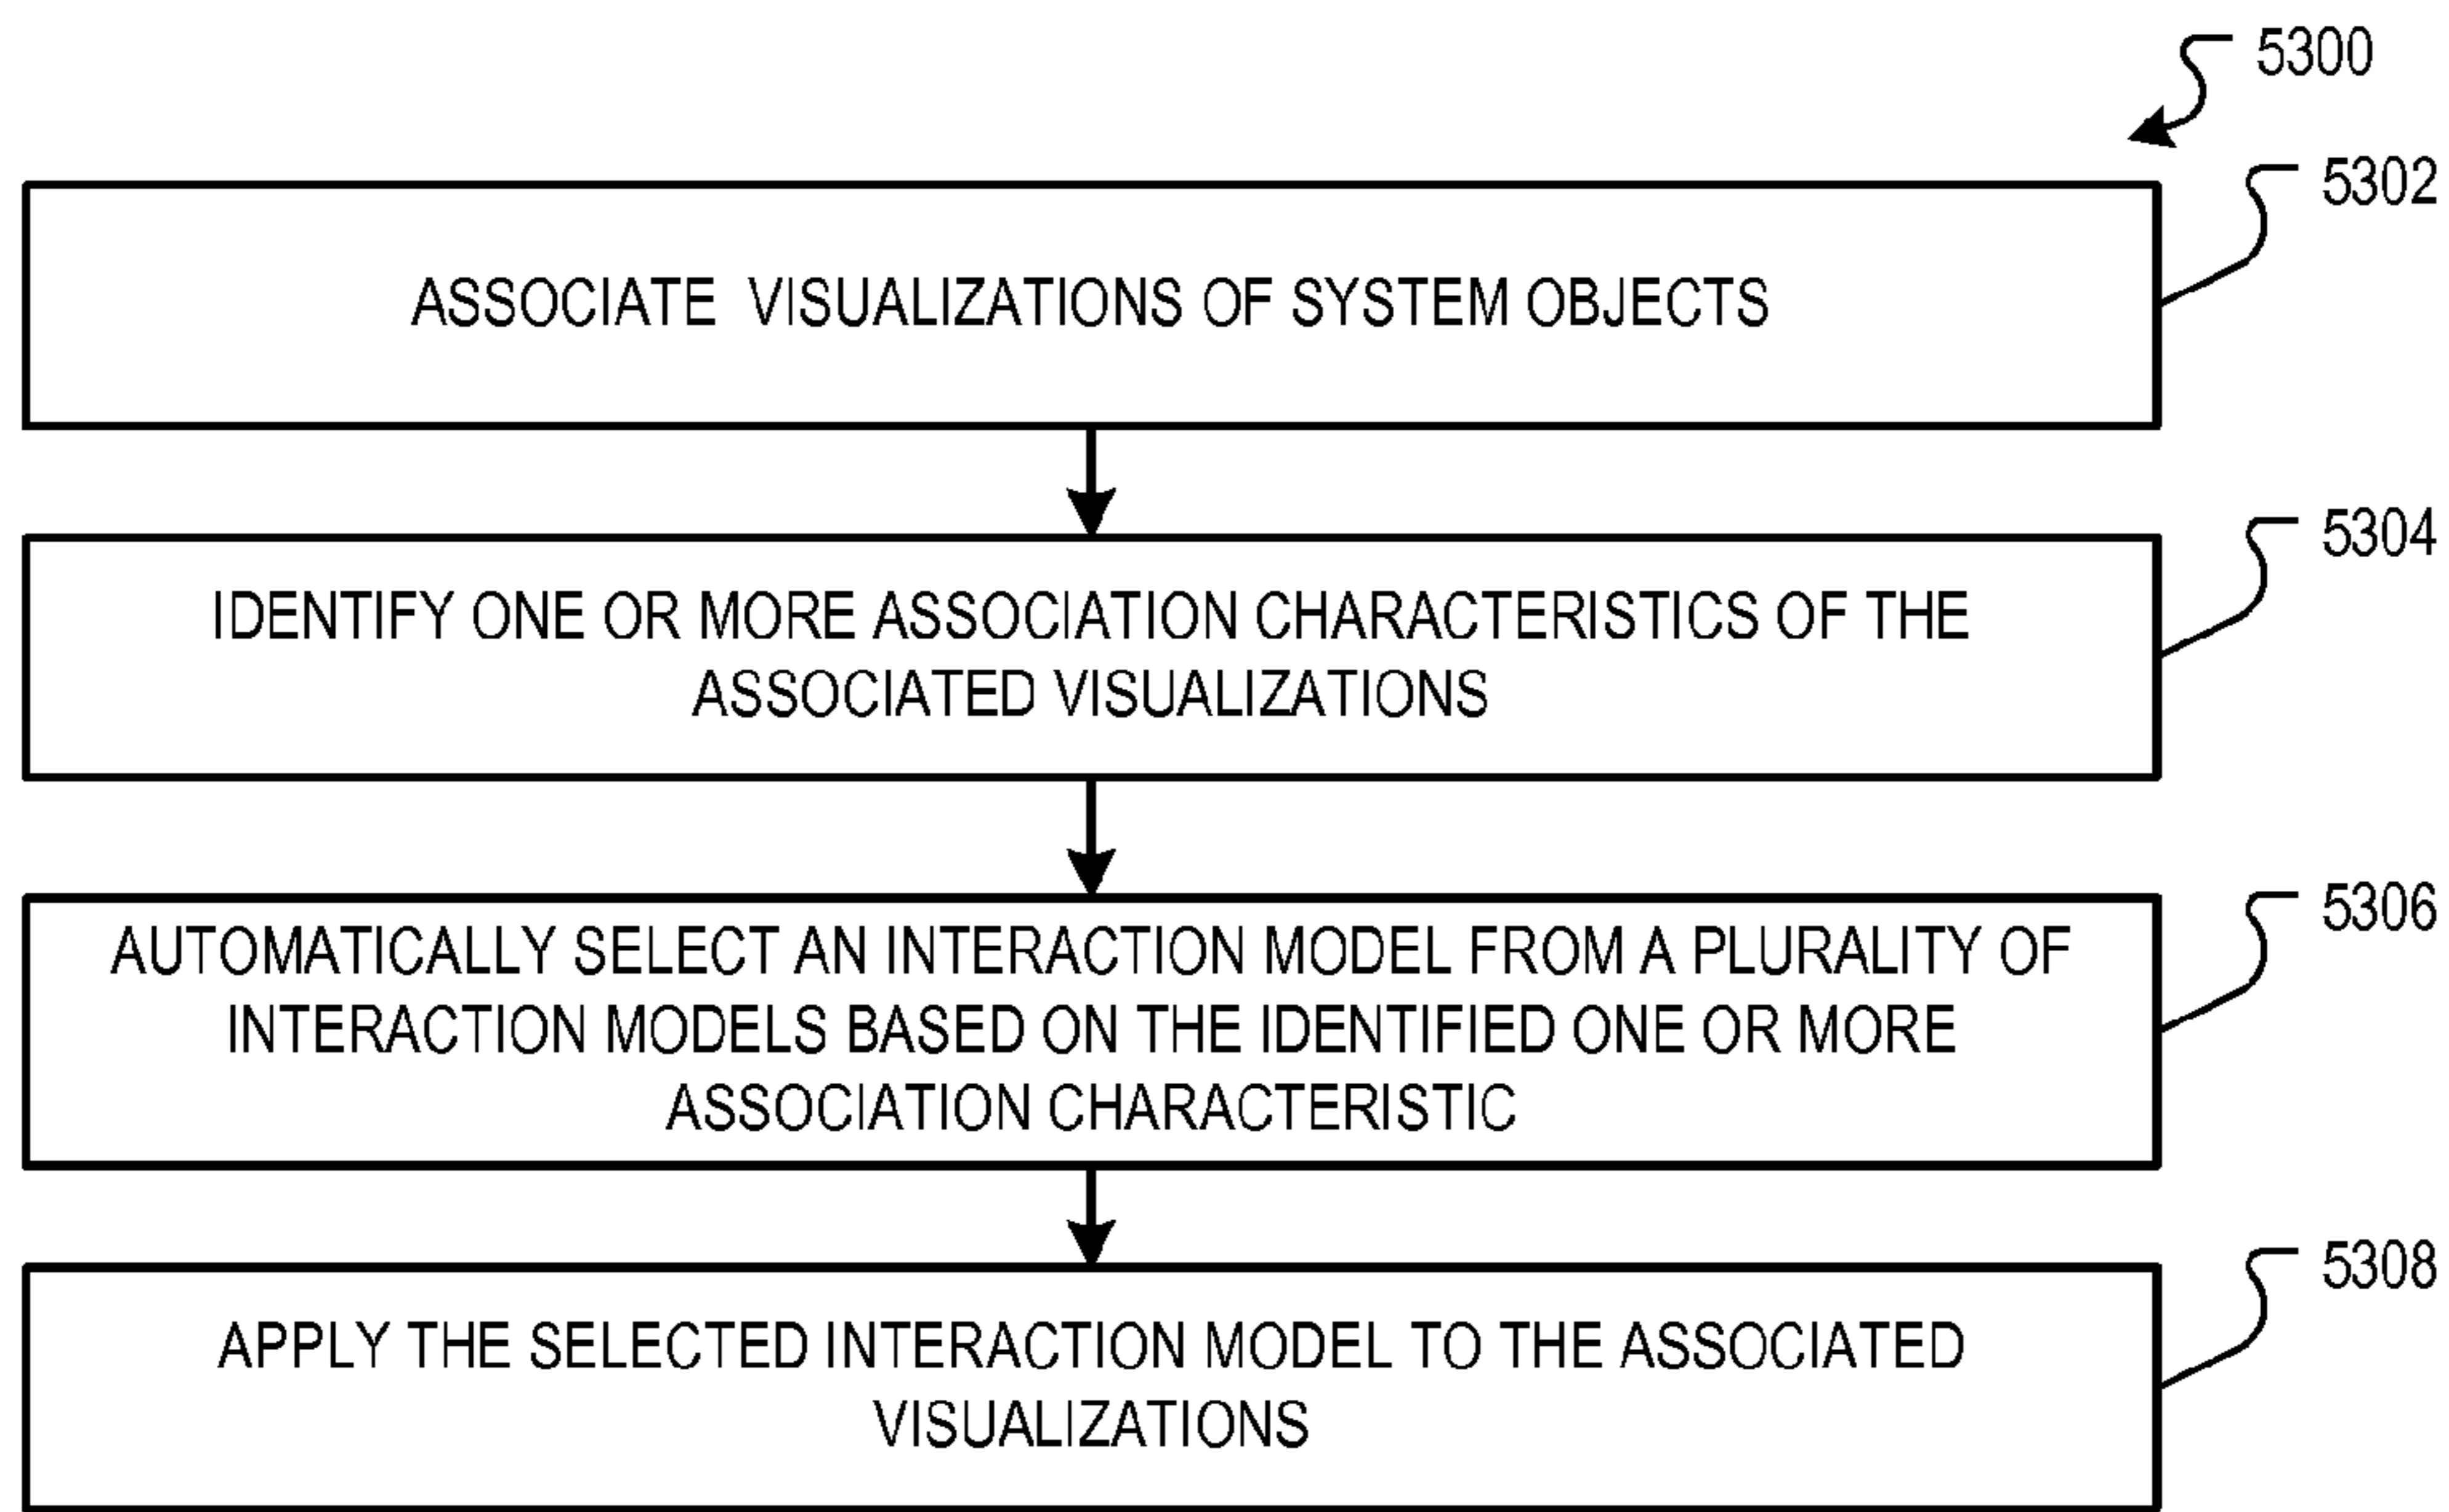 5300
5302
ASSOCIATE VISUALIZATIONS OF SYSTEM OBJECTS
5304
IDENTIFY ONE OR MORE ASSOCIATION CHARACTERISTICS OF THE
ASSOCIATED VISUALIZATIONS
5306
AUTOMATICALLY SELECT AN INTERACTION MODEL FROM A PLURALITY OF
INTERACTION MODELS BASED ON THE IDENTIFIED ONE OR MORE
ASSOCIATION CHARACTERISTIC
5308
APPLY THE SELECTED INTERACTION MODEL TO THE ASSOCIATED
VISUALIZATIONS